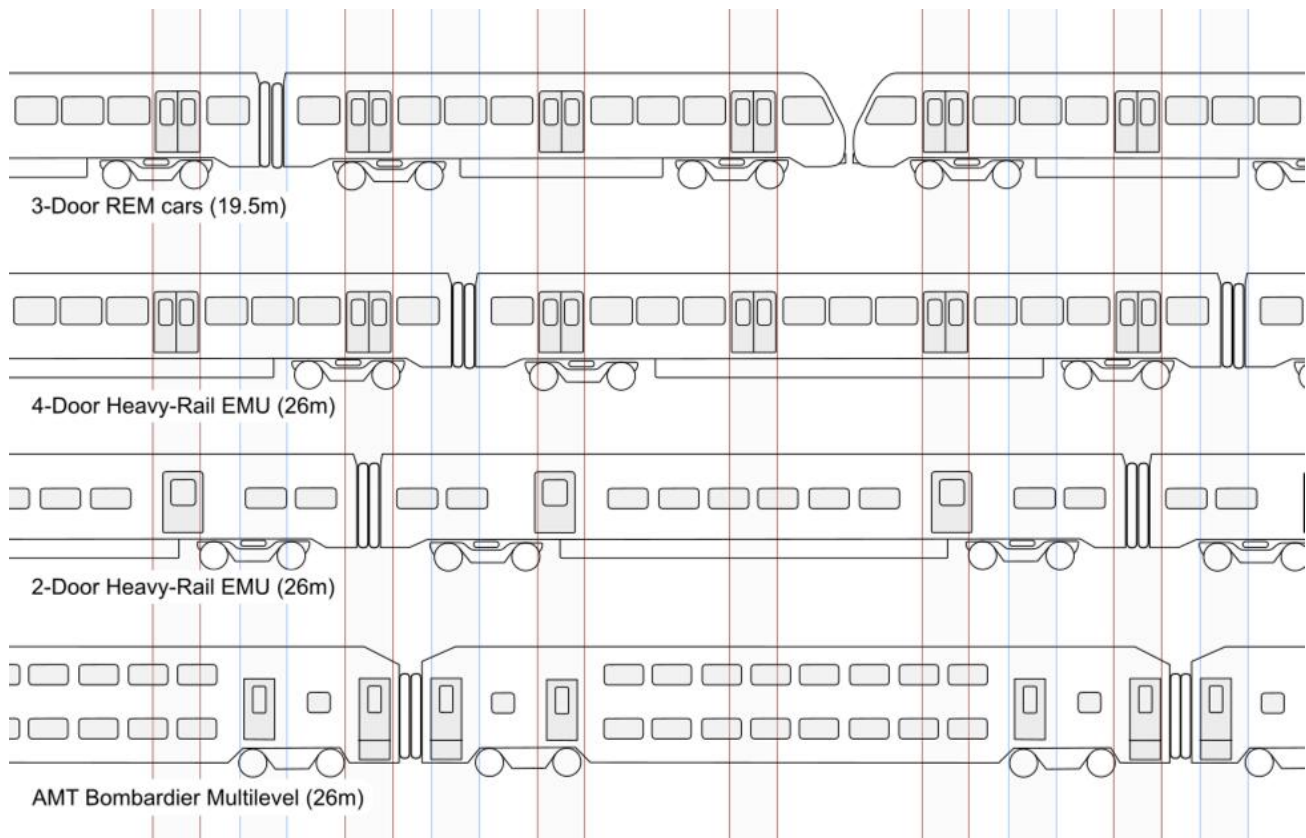 3-Door REM cars (19.5m)
4-Door Heavy-Rail EMU (26m)
2-Door Heavy-Rail EMU (26m)
AMT Bombardier Multilevel (26m)